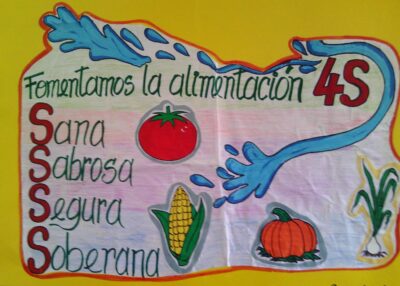 Fomentamos la alimentación 4S
Sana
Sabrosa
Segura
Soberana